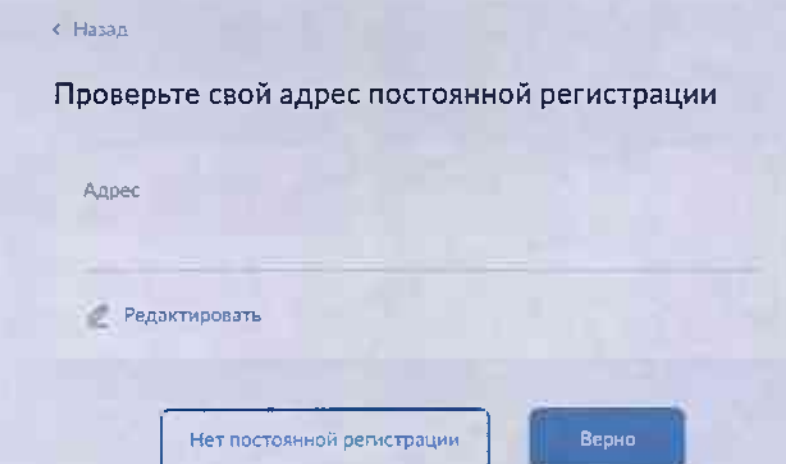 < Назад
Проверьте свой адрес постоянной регистрации
Адрес
Редактировать
Нет постоянной регистрации
Верно